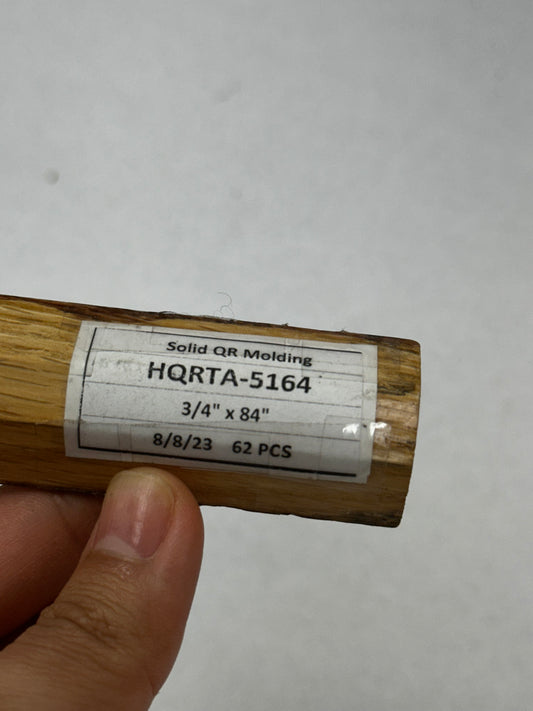 Solid QR Molding
HQRTA-5164
3/4" x 84"
8/8/23 62 PCS